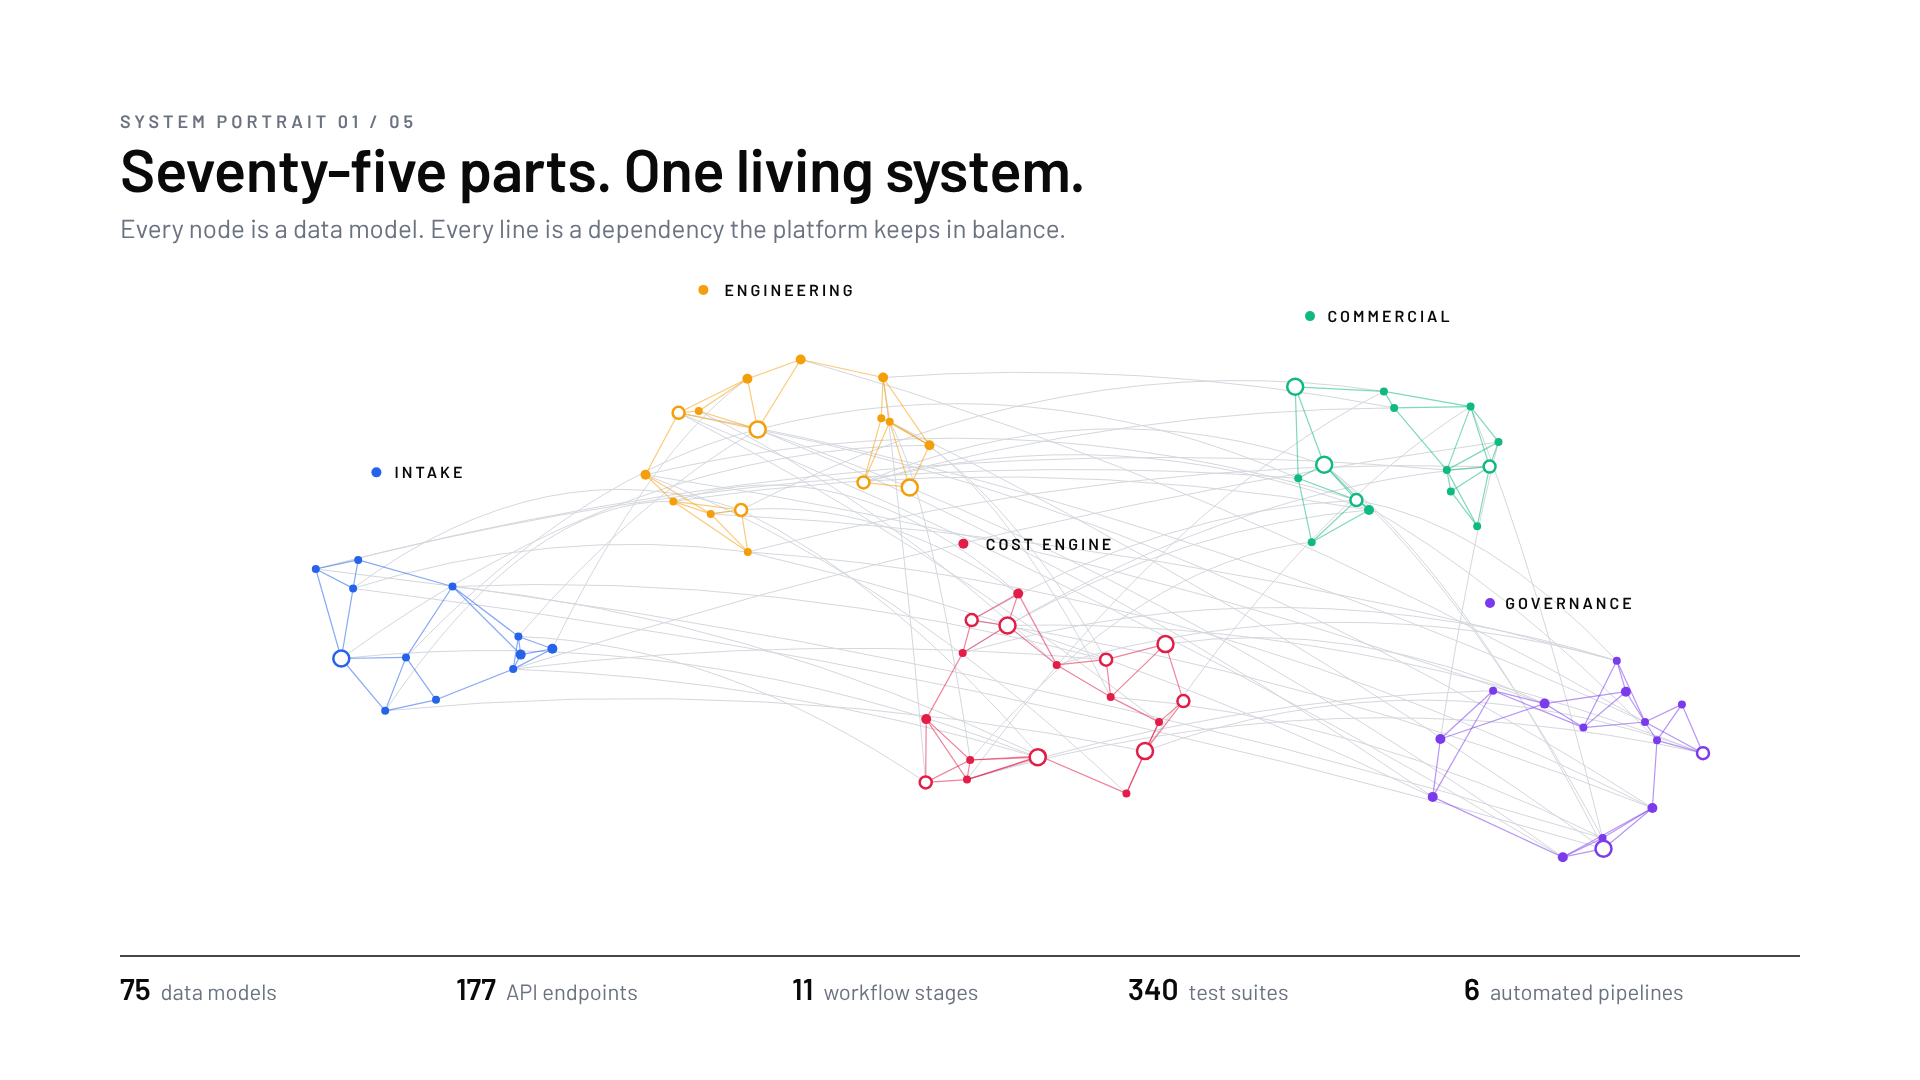 SYSTEM PORTRAIT 01 / 05
Seventy-five parts. One living system.
Every node is a data model. Every line is a dependency the platform keeps in balance.
ENGINEERING
COMMERCIAL
INTAKE
COST ENGINE
GOVERNANCE
75 data models
177 API endpoints
11 workflow stages
340 test suites
6 automated pipelines